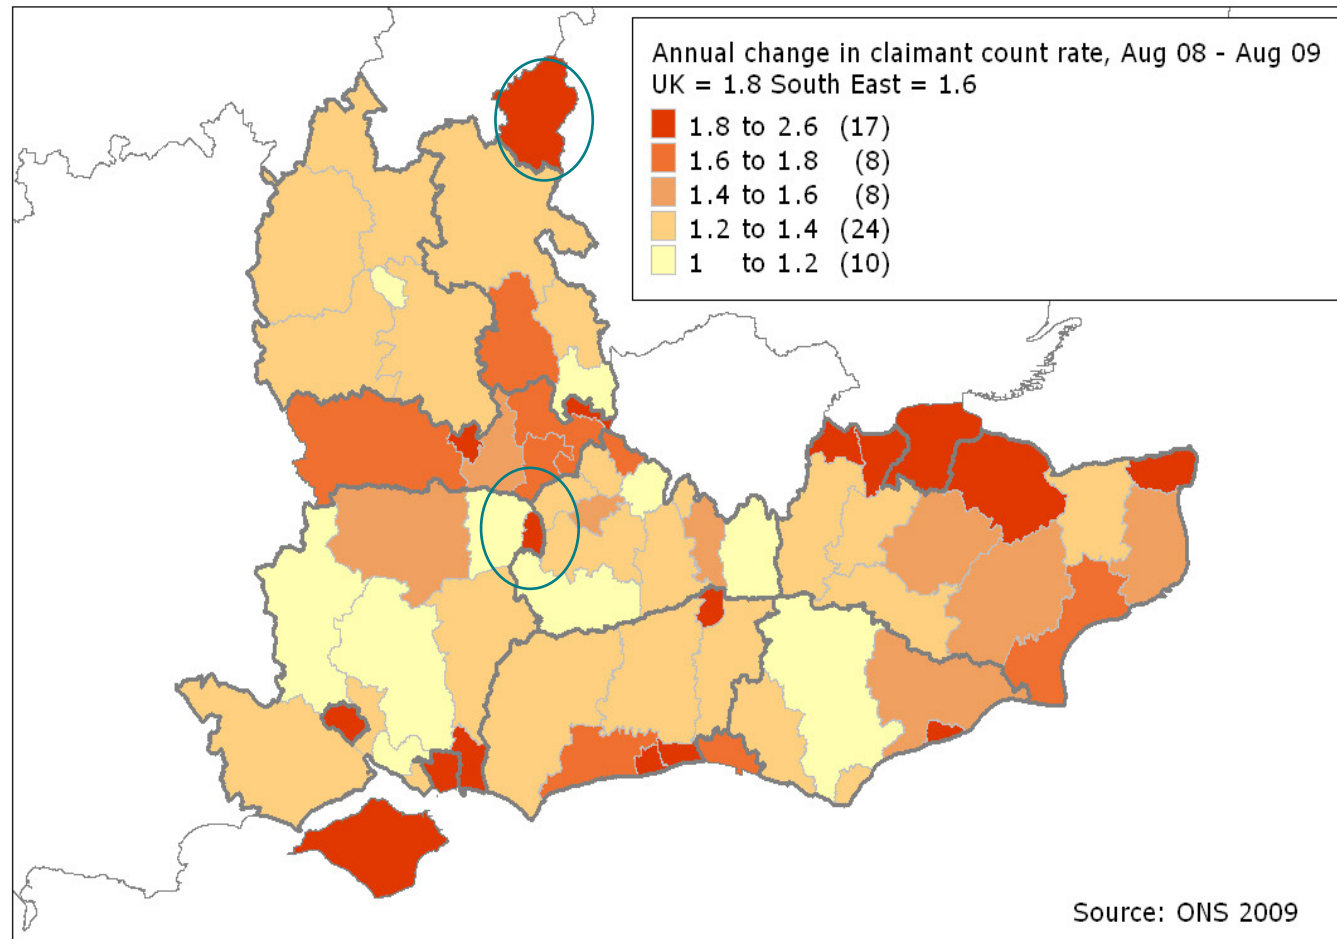 Annual change in claimant count rate, Aug 08 - Aug 09
UK = 1.8 South East = 1.6
1.8 to 2.6 (17)
1.6 to 1.8 (8)
1.4 to 1.6 (8)
1.2 to 1.4 (24)
1 to 1.2 (10)
Source: ONS 2009